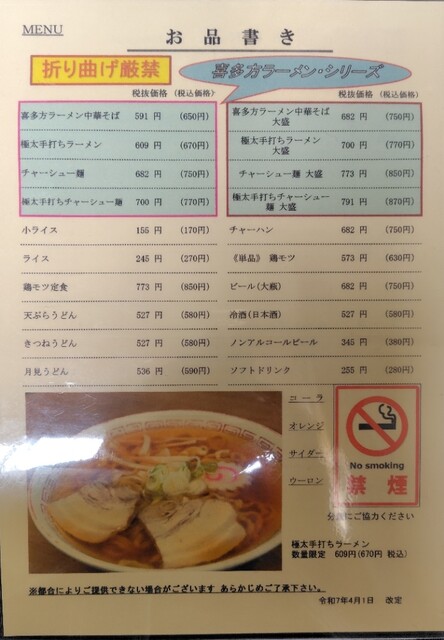 MENU
お品書き
折り曲げ厳禁
喜多方ラーメン・シリーズ
税抜価格 (税込価格)
税抜価格 (税込価格)
喜多方ラーメン中華そば 591 円 (650円)
極太手打ちラーメン 609 円 (670円)
チャーシュー麺 682 円 (750円)
極太手打ちチャーシュー麺 700 円 (770円)
喜多方ラーメン中華そば
大盛 682 円 (750円)
極太手打ちラーメン
大盛 700 円 (770円)
チャーシュー麺 大盛 773 円 (850円)
極太手打ちチャーシュー
麺 大盛 791 円 (870円)
小ライス 155 円 (170円)
ライス 245 円 (270円)
鶏モツ定食 773 円 (850円)
天ぷらうどん 527 円 (580円)
きつねうどん 527 円 (580円)
月見うどん 536 円 (590円)
チャーハン 682 円 (750円)
《単品》 鶏モツ 573 円 (630円)
ビール(大瓶) 682 円 (750円)
冷酒(日本酒) 527 円 (580円)
ノンアルコールビール 345 円 (380円)
ソフトドリンク 255 円 (280円)
コーラ
オレンジ
サイダー
ウーロン
No smoking
禁煙
にご協力ください
極太手打ちラーメン
数量限定 609円(670円 税込)
※都合によりご提供できない場合がございます あらかじめご了承下さい。
令和7年4月1日 改定